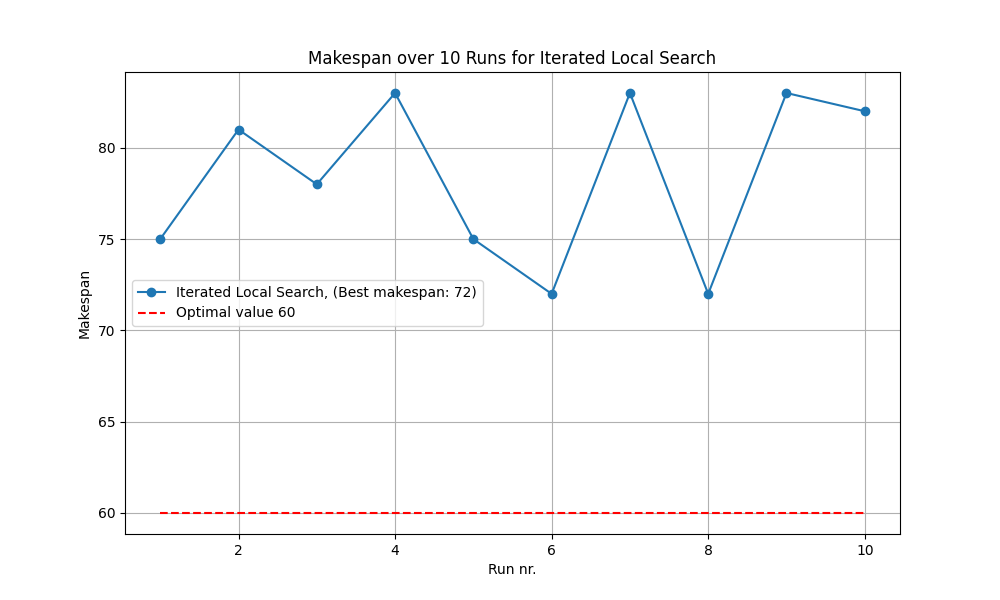 Makespan over 10 Runs for Iterated Local Search
Makespan
80
75
70
65
60
Iterated Local Search, (Best makespan: 72)
Optimal value 60
2 4 6 8 10
Run nr.